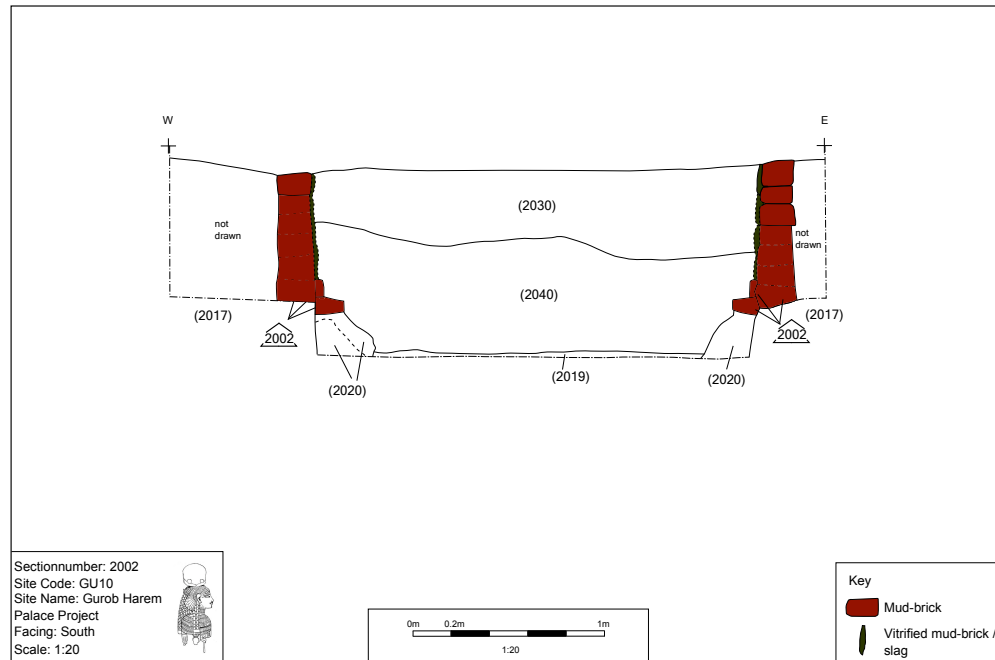 W
E
(2030)
not
drawn
not
drawn
(2040)
(2017)
2002
(2017)
2002
(2020)
(2019)
(2020)
Sectionnumber: 2002
Site Code: GU10
Site Name: Gurob Harem
Palace Project
Facing: South
Scale: 1:20
0m 0.2m 1m
1:20
Key
Mud-brick
Vitrified mud-brick /
slag